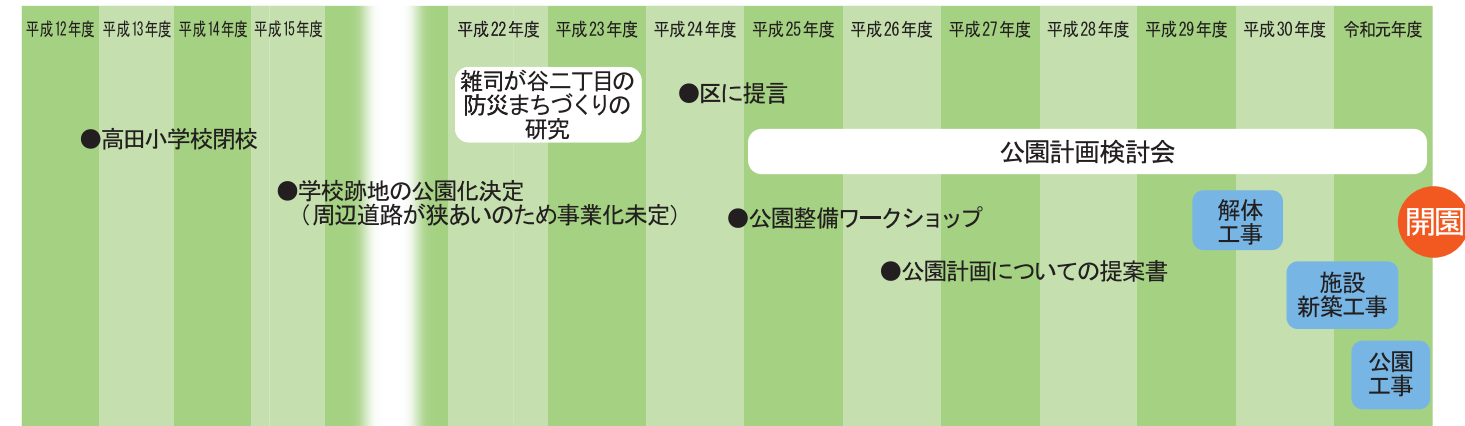 平成12年度 平成13年度 平成14年度 平成15年度 平成22年度 平成23年度 平成24年度 平成25年度 平成26年度 平成27年度 平成28年度 平成29年度 平成30年度 令和元年度
雑司が谷二丁目の
防災まちづくりの
研究
●区に提言
●高田小学校閉校
公園計画検討会
●学校跡地の公園化決定
（周辺道路が狭あいのため事業化未定）
●公園整備ワークショップ
解体
工事
開園
●公園計画についての提案書
施設
新築工事
公園
工事